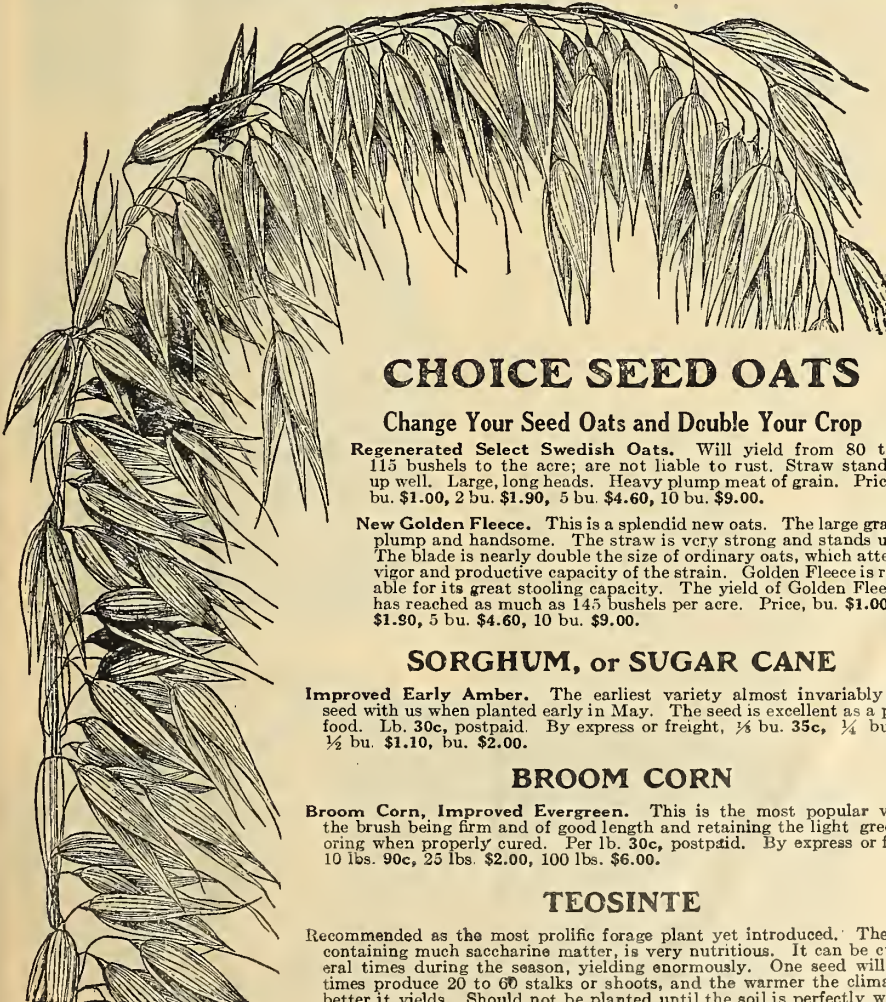 CHOICE SEED OATS
Change Your Seed Oats and Double Your Crop
Regenerated Select Swedish Oats. Will yield from 80 t
115 bushels to the acre; are not liable to rust. Straw stand
up well. Large, long heads. Heavy plump meat of grain. Pric
bu. $1.00, 2 bu. $1.90, 5 bu. $4.60, 10 bu. $9.00.
New Golden Fleece. This is a splendid new oats. The large gra
plump and handsome. The straw is very strong and stands u
The blade is nearly double the size of ordinary oats, which atte
vigor and productive capacity of the strain. Golden Fleece is r
able for its great stooling capacity. The yield of Golden Flee
has reached as much as 145 bushels per acre. Price, bu. $1.00
$1.90, 5 bu. $4.60, 10 bu. $9.00.
SORGHUM, or SUGAR CANE
Improved Early Amber. The earliest variety almost invariably
seed with us when planted early in May. The seed is excellent as a p
food. Lb. 30c, postpaid. By express or freight, ⅛ bu. 35c, ¼ bu
½ bu. $1.10, bu. $2.00.
BROOM CORN
Broom Corn, Improved Evergreen. This is the most popular v
the brush being firm and of good length and retaining the light gre
oring when properly cured. Per lb. 30c, postpaid. By express or f
10 lbs. 90c, 25 lbs. $2.00, 100 lbs. $6.00.
TEOSINTE
Recommended as the most prolific forage plant yet introduced. The
containing much saccharine matter, is very nutritious. It can be c
eral times during the season, yielding enormously. One seed will
times produce 20 to 60 stalks or shoots, and the warmer the clima
better it yields. Should not be planted until the soil is perfectly w